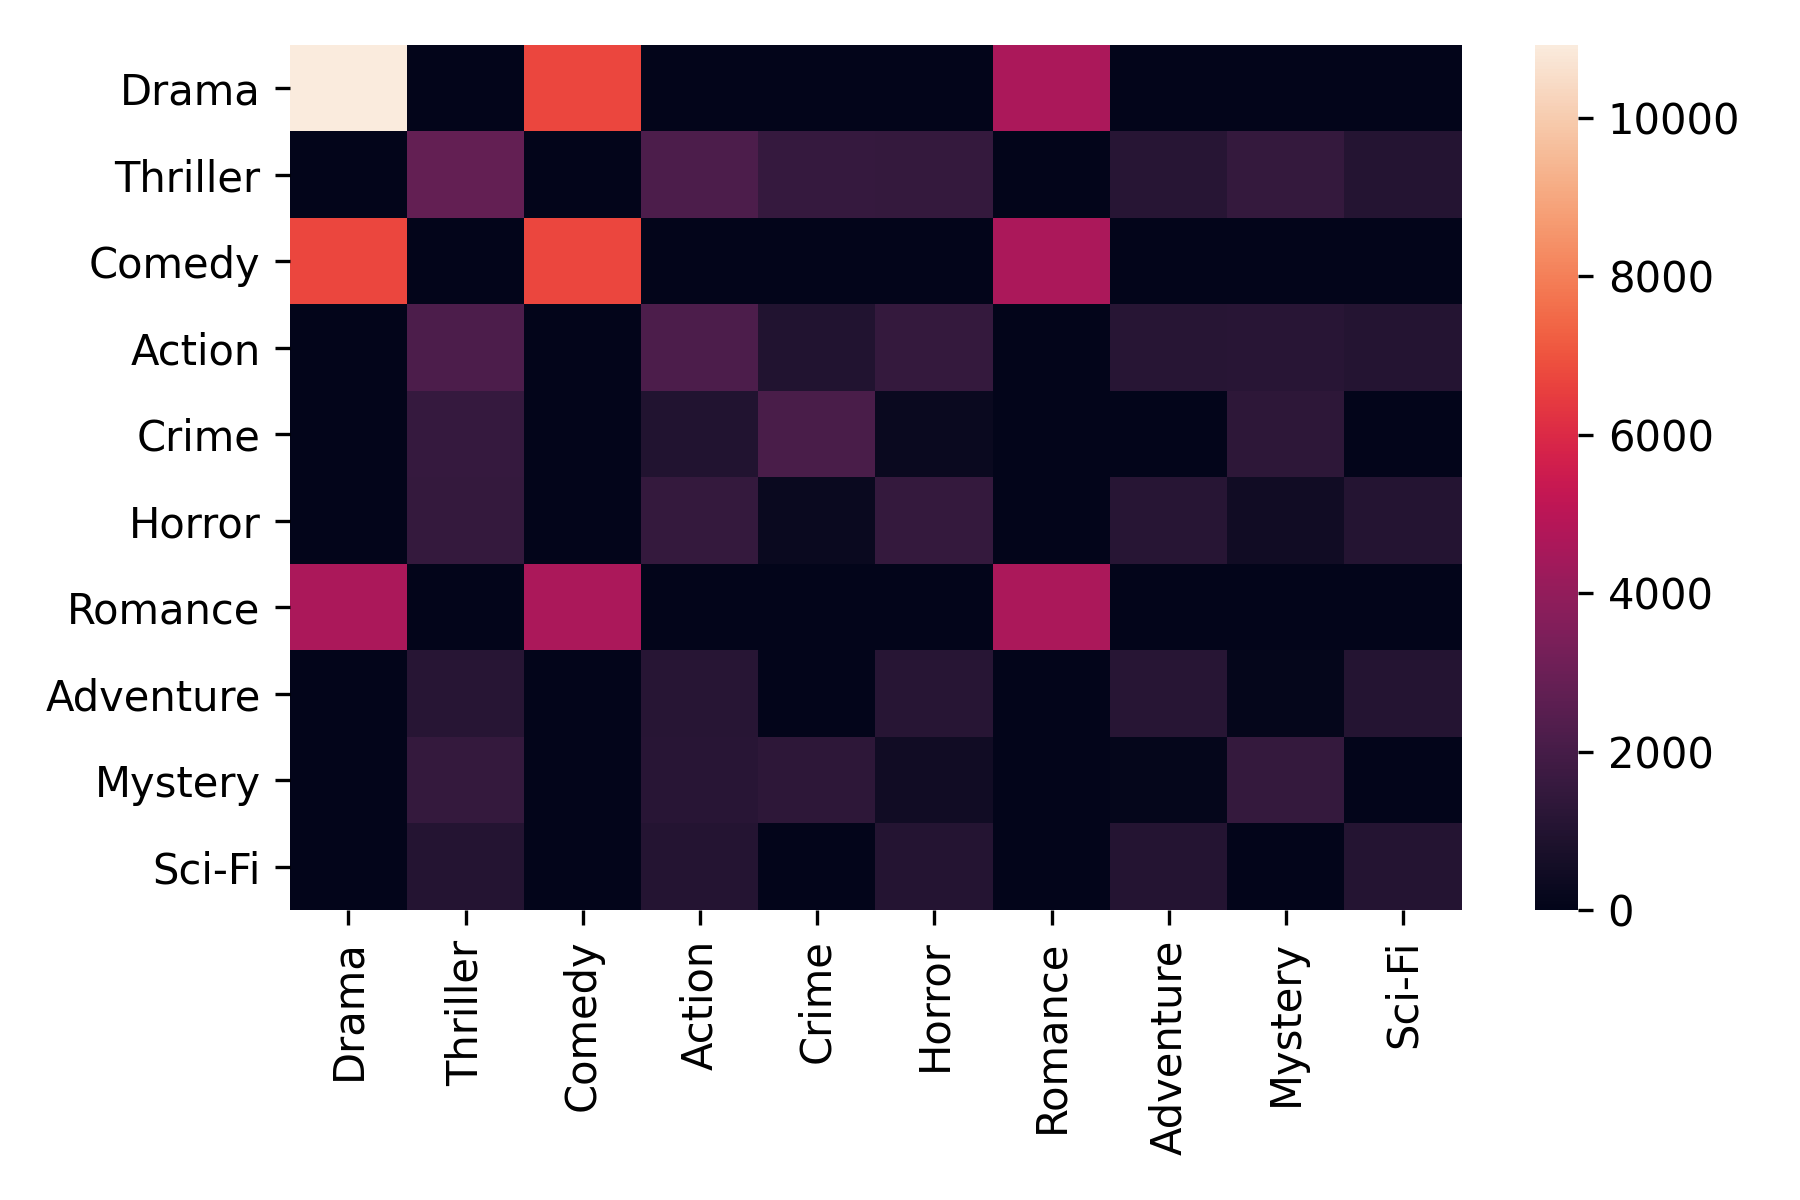 Drama
Thriller
Comedy
Action
Crime
Horror
Romance
Adventure
Mystery
Sci-Fi
Drama
Thriller
Comedy
Action
Crime
Horror
Romance
Adventure
Mystery
Sci-Fi
10000
8000
6000
4000
2000
0